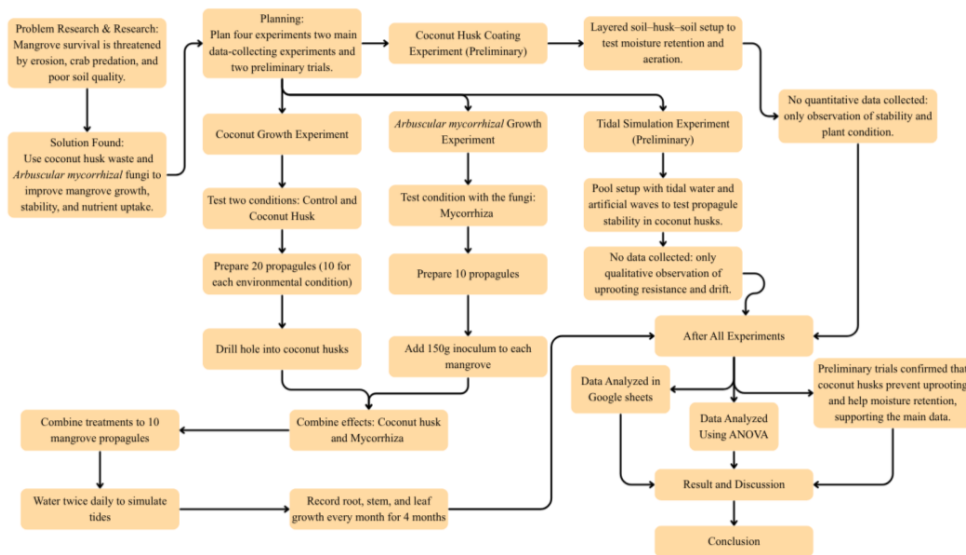 Problem Research & Research:
Mangrove survival is threatened
by erosion, crab predation, and
poor soil quality.
Solution Found:
Use coconut husk waste and
Arbuscular mycorrhizal fungi to
improve mangrove growth,
stability, and nutrient uptake.
Planning:
Plan four experiments two main
data-collecting experiments and
two preliminary trials.
Coconut Husk Coating
Experiment (Preliminary)
Layered soil–husk–soil setup to
test moisture retention and
aeration.
No quantitative data collected:
only observation of stability and
plant condition.
Coconut Growth Experiment
Test two conditions: Control and
Coconut Husk
Prepare 20 propagules (10 for
each environmental condition)
Drill hole into coconut husks
Arbuscular mycorrhizal Growth
Experiment
Test condition with the fungi:
Mycorrhiza
Prepare 10 propagules
Add 150g inoculum to each
mangrove
Tidal Simulation Experiment
(Preliminary)
Pool setup with tidal water and
artificial waves to test propagule
stability in coconut husks.
No data collected: only
qualitative observation of
uprooting resistance and drift.
Combine effects: Coconut husk
and Mycorrhiza
Combine treatments to 10
mangrove propagules
Water twice daily to simulate
tides
Record root, stem, and leaf
growth every month for 4 months
After All Experiments
Data Analyzed in
Google sheets
Data Analyzed
Using ANOVA
Preliminary trials confirmed that
coconut husks prevent uprooting
and help moisture retention,
supporting the main data.
Result and Discussion
Conclusion